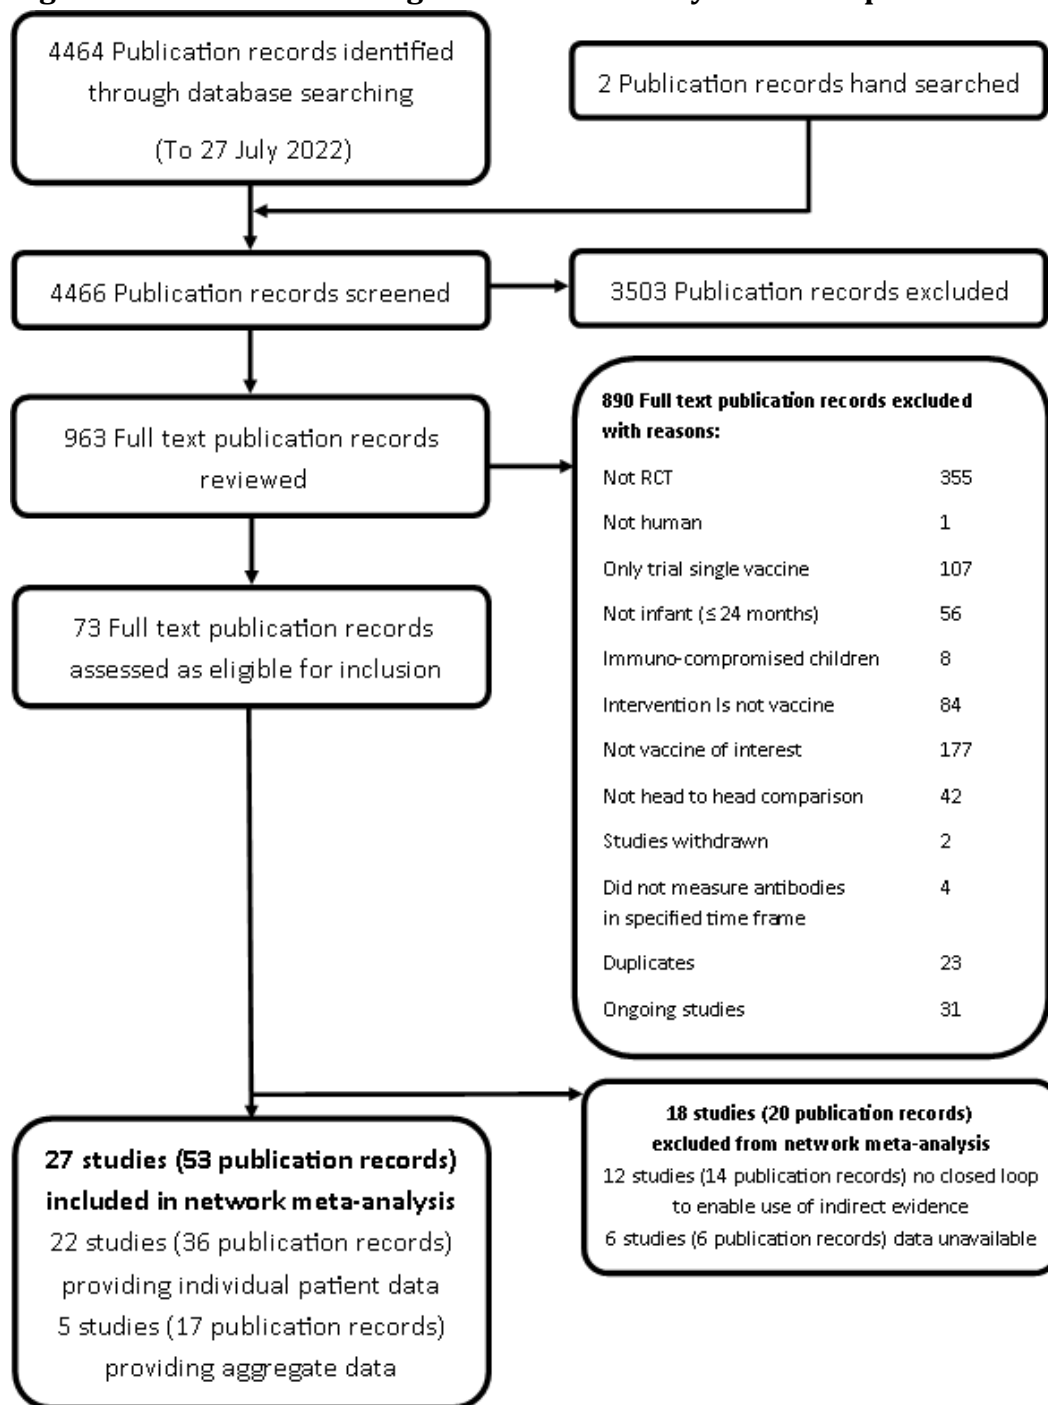 4464 Publication records identified
through database searching
(To 27 July 2022)
2 Publication records hand searched
4466 Publication records screened
3503 Publication records excluded
963 Full text publication records
reviewed
890 Full text publication records excluded
with reasons:
Not RCT 355
Not human 1
Only trial single vaccine 107
Not infant (≤ 24 months) 56
Immuno-compromised children 8
Intervention Is not vaccine 84
Not vaccine of interest 177
Not head to head comparison 42
Studies withdrawn 2
Did not measure antibodies 4
in specified time frame
Duplicates 23
Ongoing studies 31
73 Full text publication records
assessed as eligible for inclusion
18 studies (20 publication records)
excluded from network meta-analysis
12 studies (14 publication records) no closed loop
to enable use of indirect evidence
6 studies (6 publication records) data unavailable
27 studies (53 publication records)
included in network meta-analysis
22 studies (36 publication records)
providing individual patient data
5 studies (17 publication records)
providing aggregate data